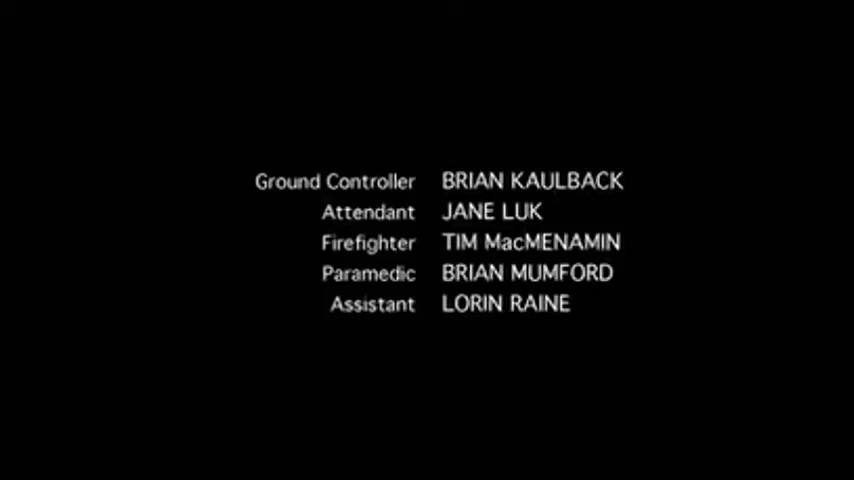 Ground Controller BRIAN KAULBACK
Attendant JANE LUK
Firefighter TIM MacMENAMIN
Paramedic BRIAN MUMFORD
Assistant LORIN RAINE